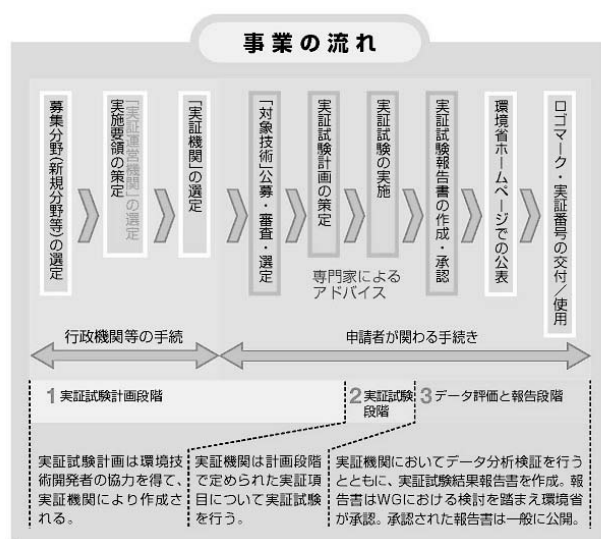 事業の流れ
募集分野(新規分野等)の選定
「実証運営機関」の選定
実施要領の策定
「実証機関」の選定
「対象技術」公募・審査・選定
実証試験計画の策定
実証試験の実施
実証試験報告書の作成・承認
環境省ホームページでの公表
ロゴマーク・実証番号の交付/使用
専門家による
アドバイス
行政機関等の手続
申請者が関わる手続き
1 実証試験計画段階
2 実証試験
段階
3 データ評価と報告段階
実証試験計画は環境技
術開発者の協力を得て、
実証機関により作成さ
れる。
実証機関は計画段階
で定められた実証項
目について実証試験
を行う。
実証機関においてデータ分析検証を行う
とともに、実証試験結果報告書を作成。報
告書はWGにおける検討を踏まえ環境省
が承認。承認された報告書は一般に公開。